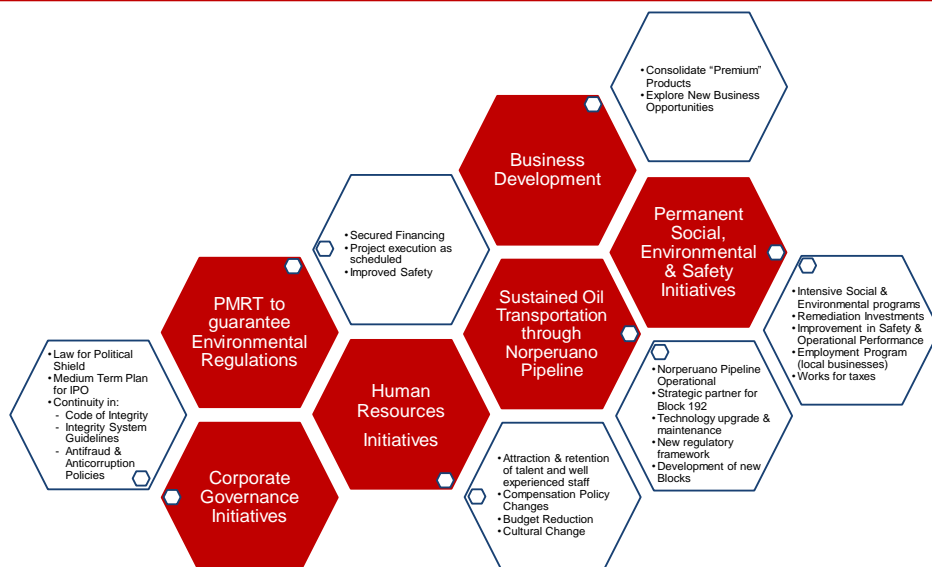 • Consolidate “Premium”
Products
• Explore New Business
Opportunities
Business
Development
Permanent
Social,
Environmental
& Safety
Initiatives
• Secured Financing
• Project execution as
scheduled
• Improved Safety
• Intensive Social &
Environmental programs
• Remediation Investments
• Improvement in Safety &
Operational Performance
• Employment Program
(local businesses)
• Works for taxes
PMRT to
guarantee
Environmental
Regulations
Sustained Oil
Transportation
through
Norperuano
Pipeline
• Law for Political
Shield
• Medium Term Plan
for IPO
• Continuity in:
- Code of Integrity
- Integrity System
Guidelines
- Antifraud &
Anticorruption
Policies
Human
Resources
Initiatives
• Norperuano Pipeline
Operational
• Strategic partner for
Block 192
• Technology upgrade &
maintenance
• New regulatory
framework
• Development of new
Blocks
Corporate
Governance
Initiatives
• Attraction & retention
of talent and well
experienced staff
• Compensation Policy
Changes
• Budget Reduction
• Cultural Change